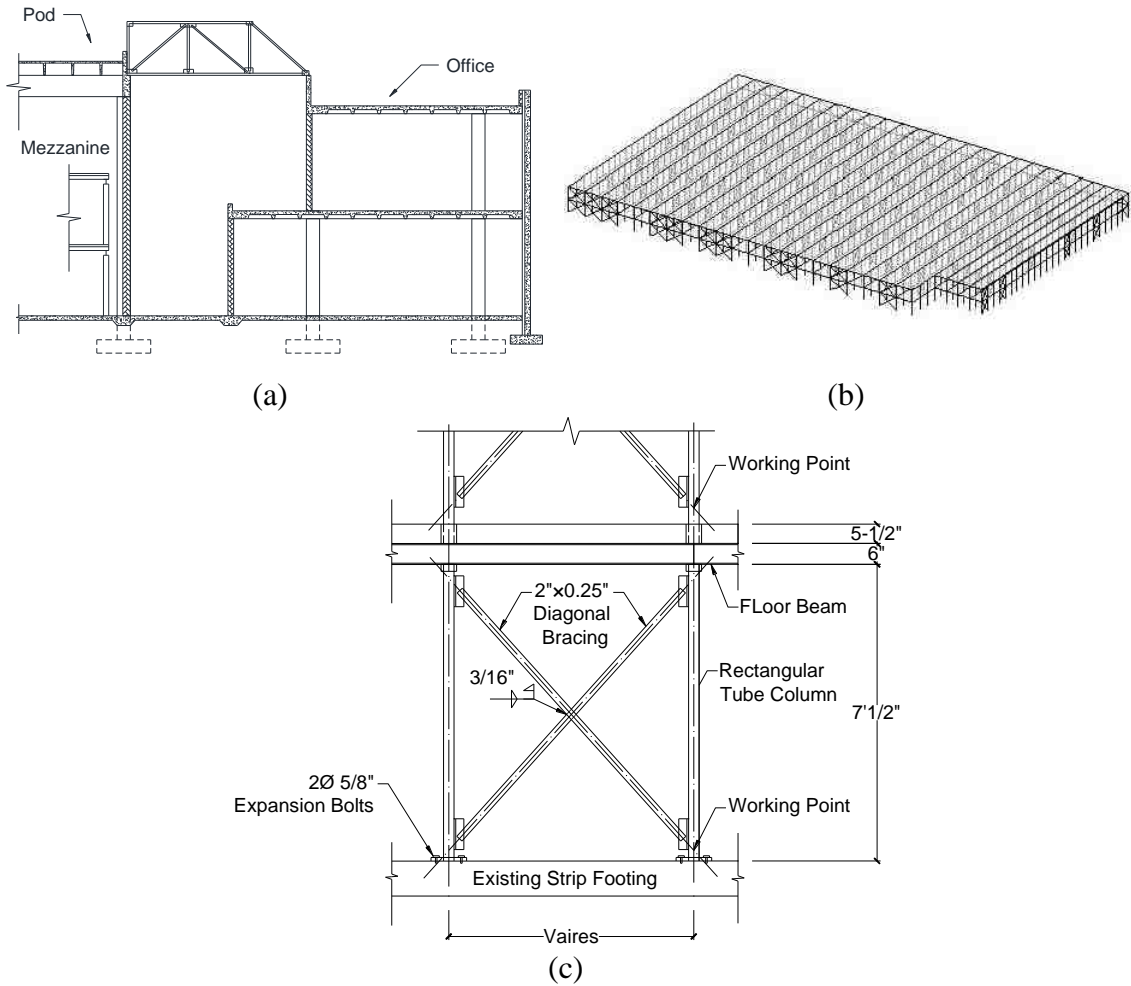 Pod
Office
Mezzanine
(a)
(b)
Working Point
5-1/2"
6"
2"×0.25"
Diagonal
Bracing
FLoor Beam
3/16"
Rectangular
Tube Column
7'1/2"
2Ø 5/8"
Expansion Bolts
Working Point
Existing Strip Footing
Vaires
(c)